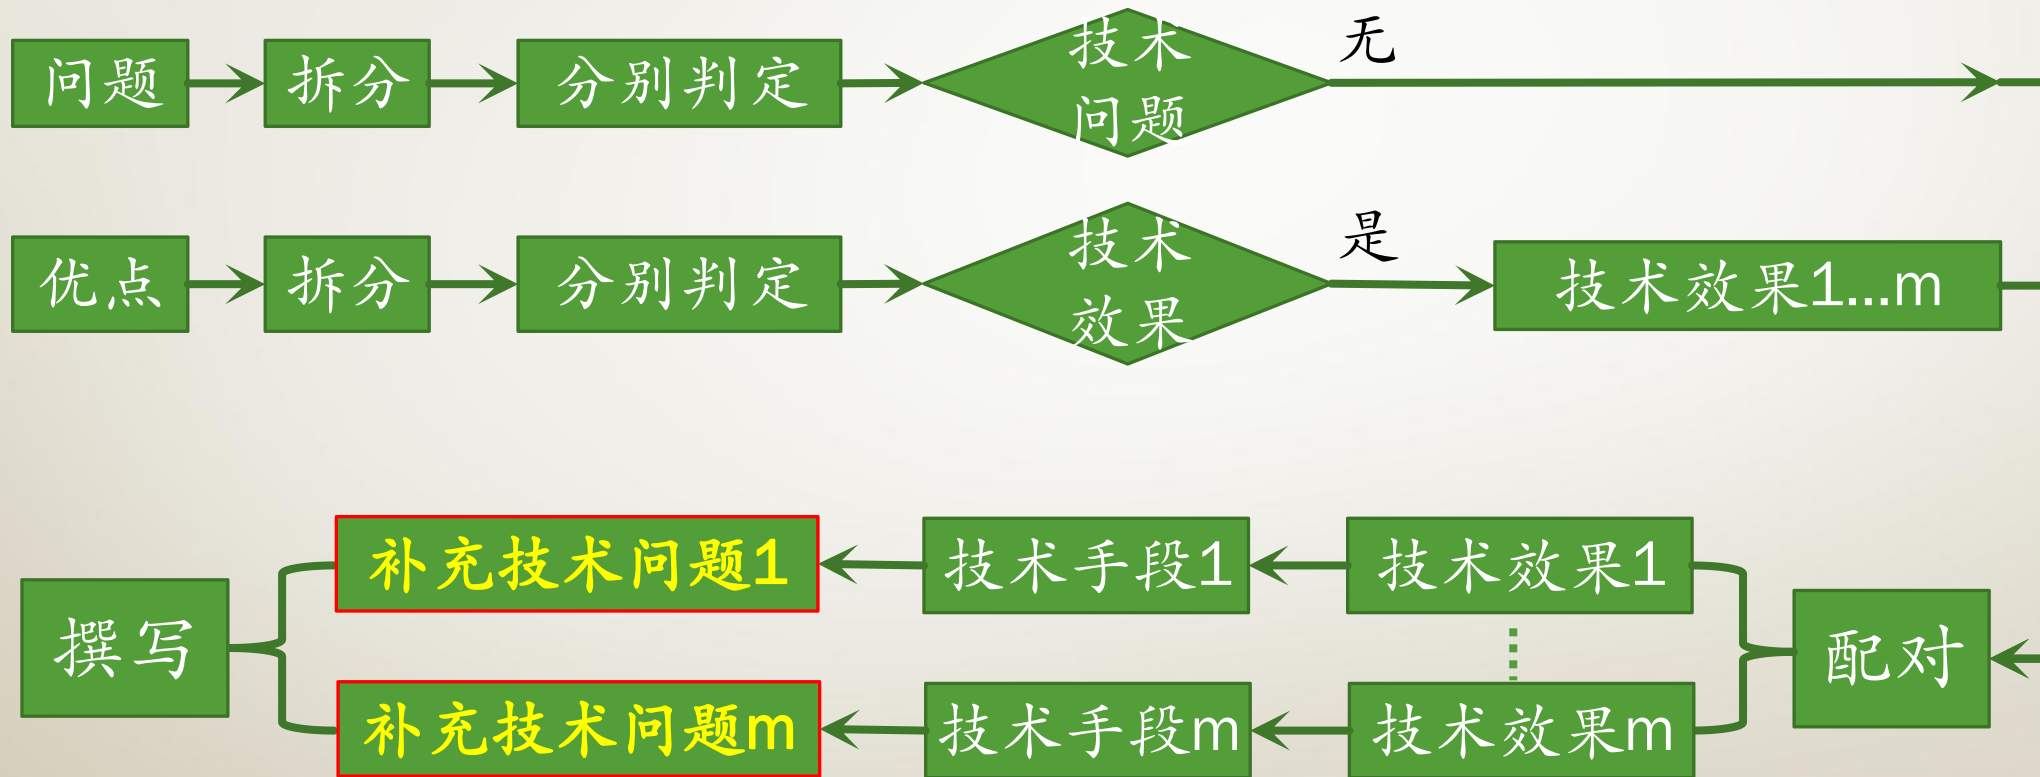 问题
拆分
分别判定
技术
问题
无
优点
拆分
分别判定
技术
效果
是
技术效果1...m
补充技术问题1
技术手段1
技术效果1
撰写
配对
补充技术问题m
技术手段m
技术效果m